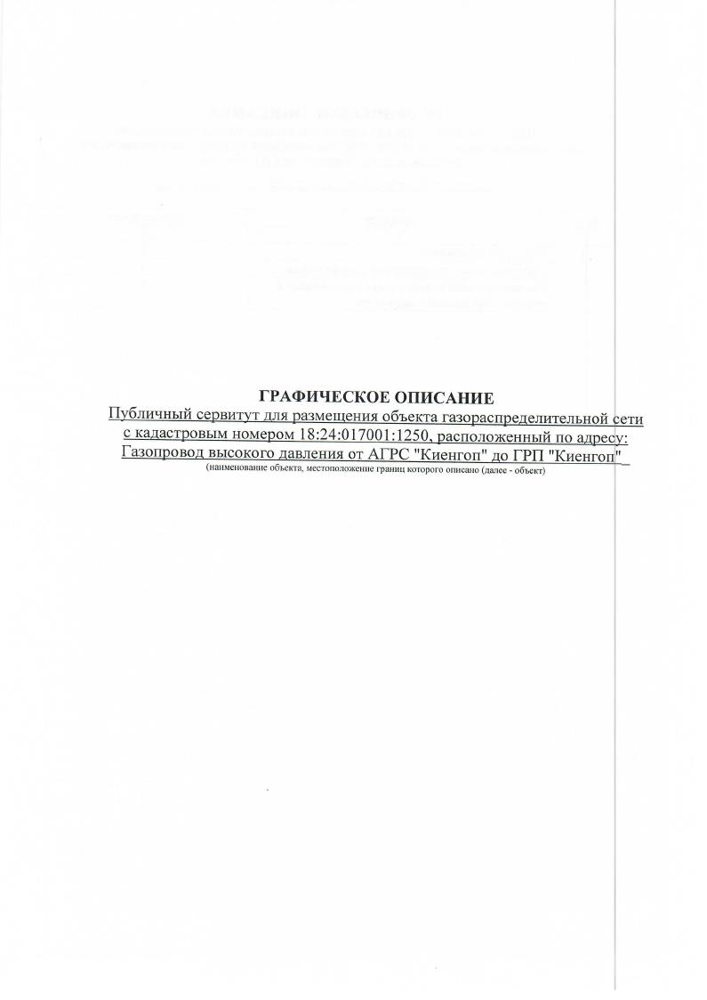 ГРАФИЧЕСКОЕ ОПИСАНИЕ
Публичный сервитут для размещения объекта газораспределительной сети
с кадастровым номером 18:24:017001:1250, расположенный по адресу:
Газопровод высокого давления от АГРС "Киенгоп" до ГРП "Киенгоп"_
(наименование объекта, местоположение границ которого описано (далее - объект)